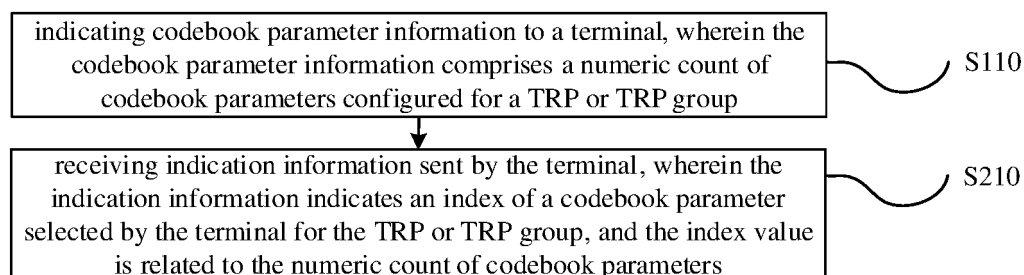 indicating codebook parameter information to a terminal, wherein the
codebook parameter information comprises a numeric count of
codebook parameters configured for a TRP or TRP group
S110
receiving indication information sent by the terminal, wherein the
indication information indicates an index of a codebook parameter
selected by the terminal for the TRP or TRP group, and the index value
is related to the numeric count of codebook parameters
S210